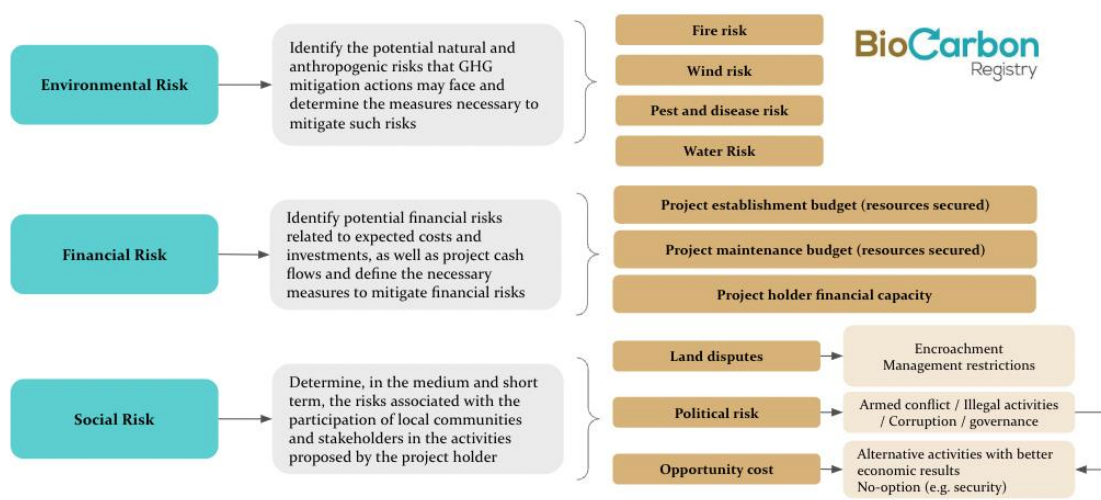 BioCarbon
Registry
Environmental Risk
Identify the potential natural and
anthropogenic risks that GHG
mitigation actions may face and
determine the measures necessary to
mitigate such risks
Fire risk
Wind risk
Pest and disease risk
Water Risk
Financial Risk
Identify potential financial risks
related to expected costs and
investments, as well as project cash
flows and define the necessary
measures to mitigate financial risks
Project establishment budget (resources secured)
Project maintenance budget (resources secured)
Project holder financial capacity
Social Risk
Determine, in the medium and short
term, the risks associated with the
participation of local communities
and stakeholders in the activities
proposed by the project holder
Land disputes
Encroachment
Management restrictions
Political risk
Armed conflict / Illegal activities
/ Corruption / governance
Opportunity cost
Alternative activities with better
economic results
No-option (e.g. security)